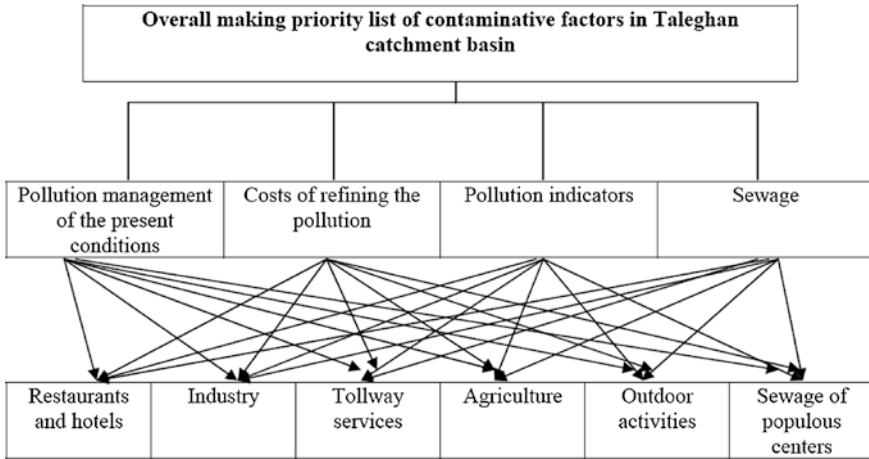 Overall making priority list of contaminative factors in Taleghan
catchment basin
Pollution management
of the present
conditions
Costs of refining the
pollution
Pollution indicators
Sewage
Restaurants
and hotels
Industry
Tollway
services
Agriculture
Outdoor
activities
Sewage of
populous
centers